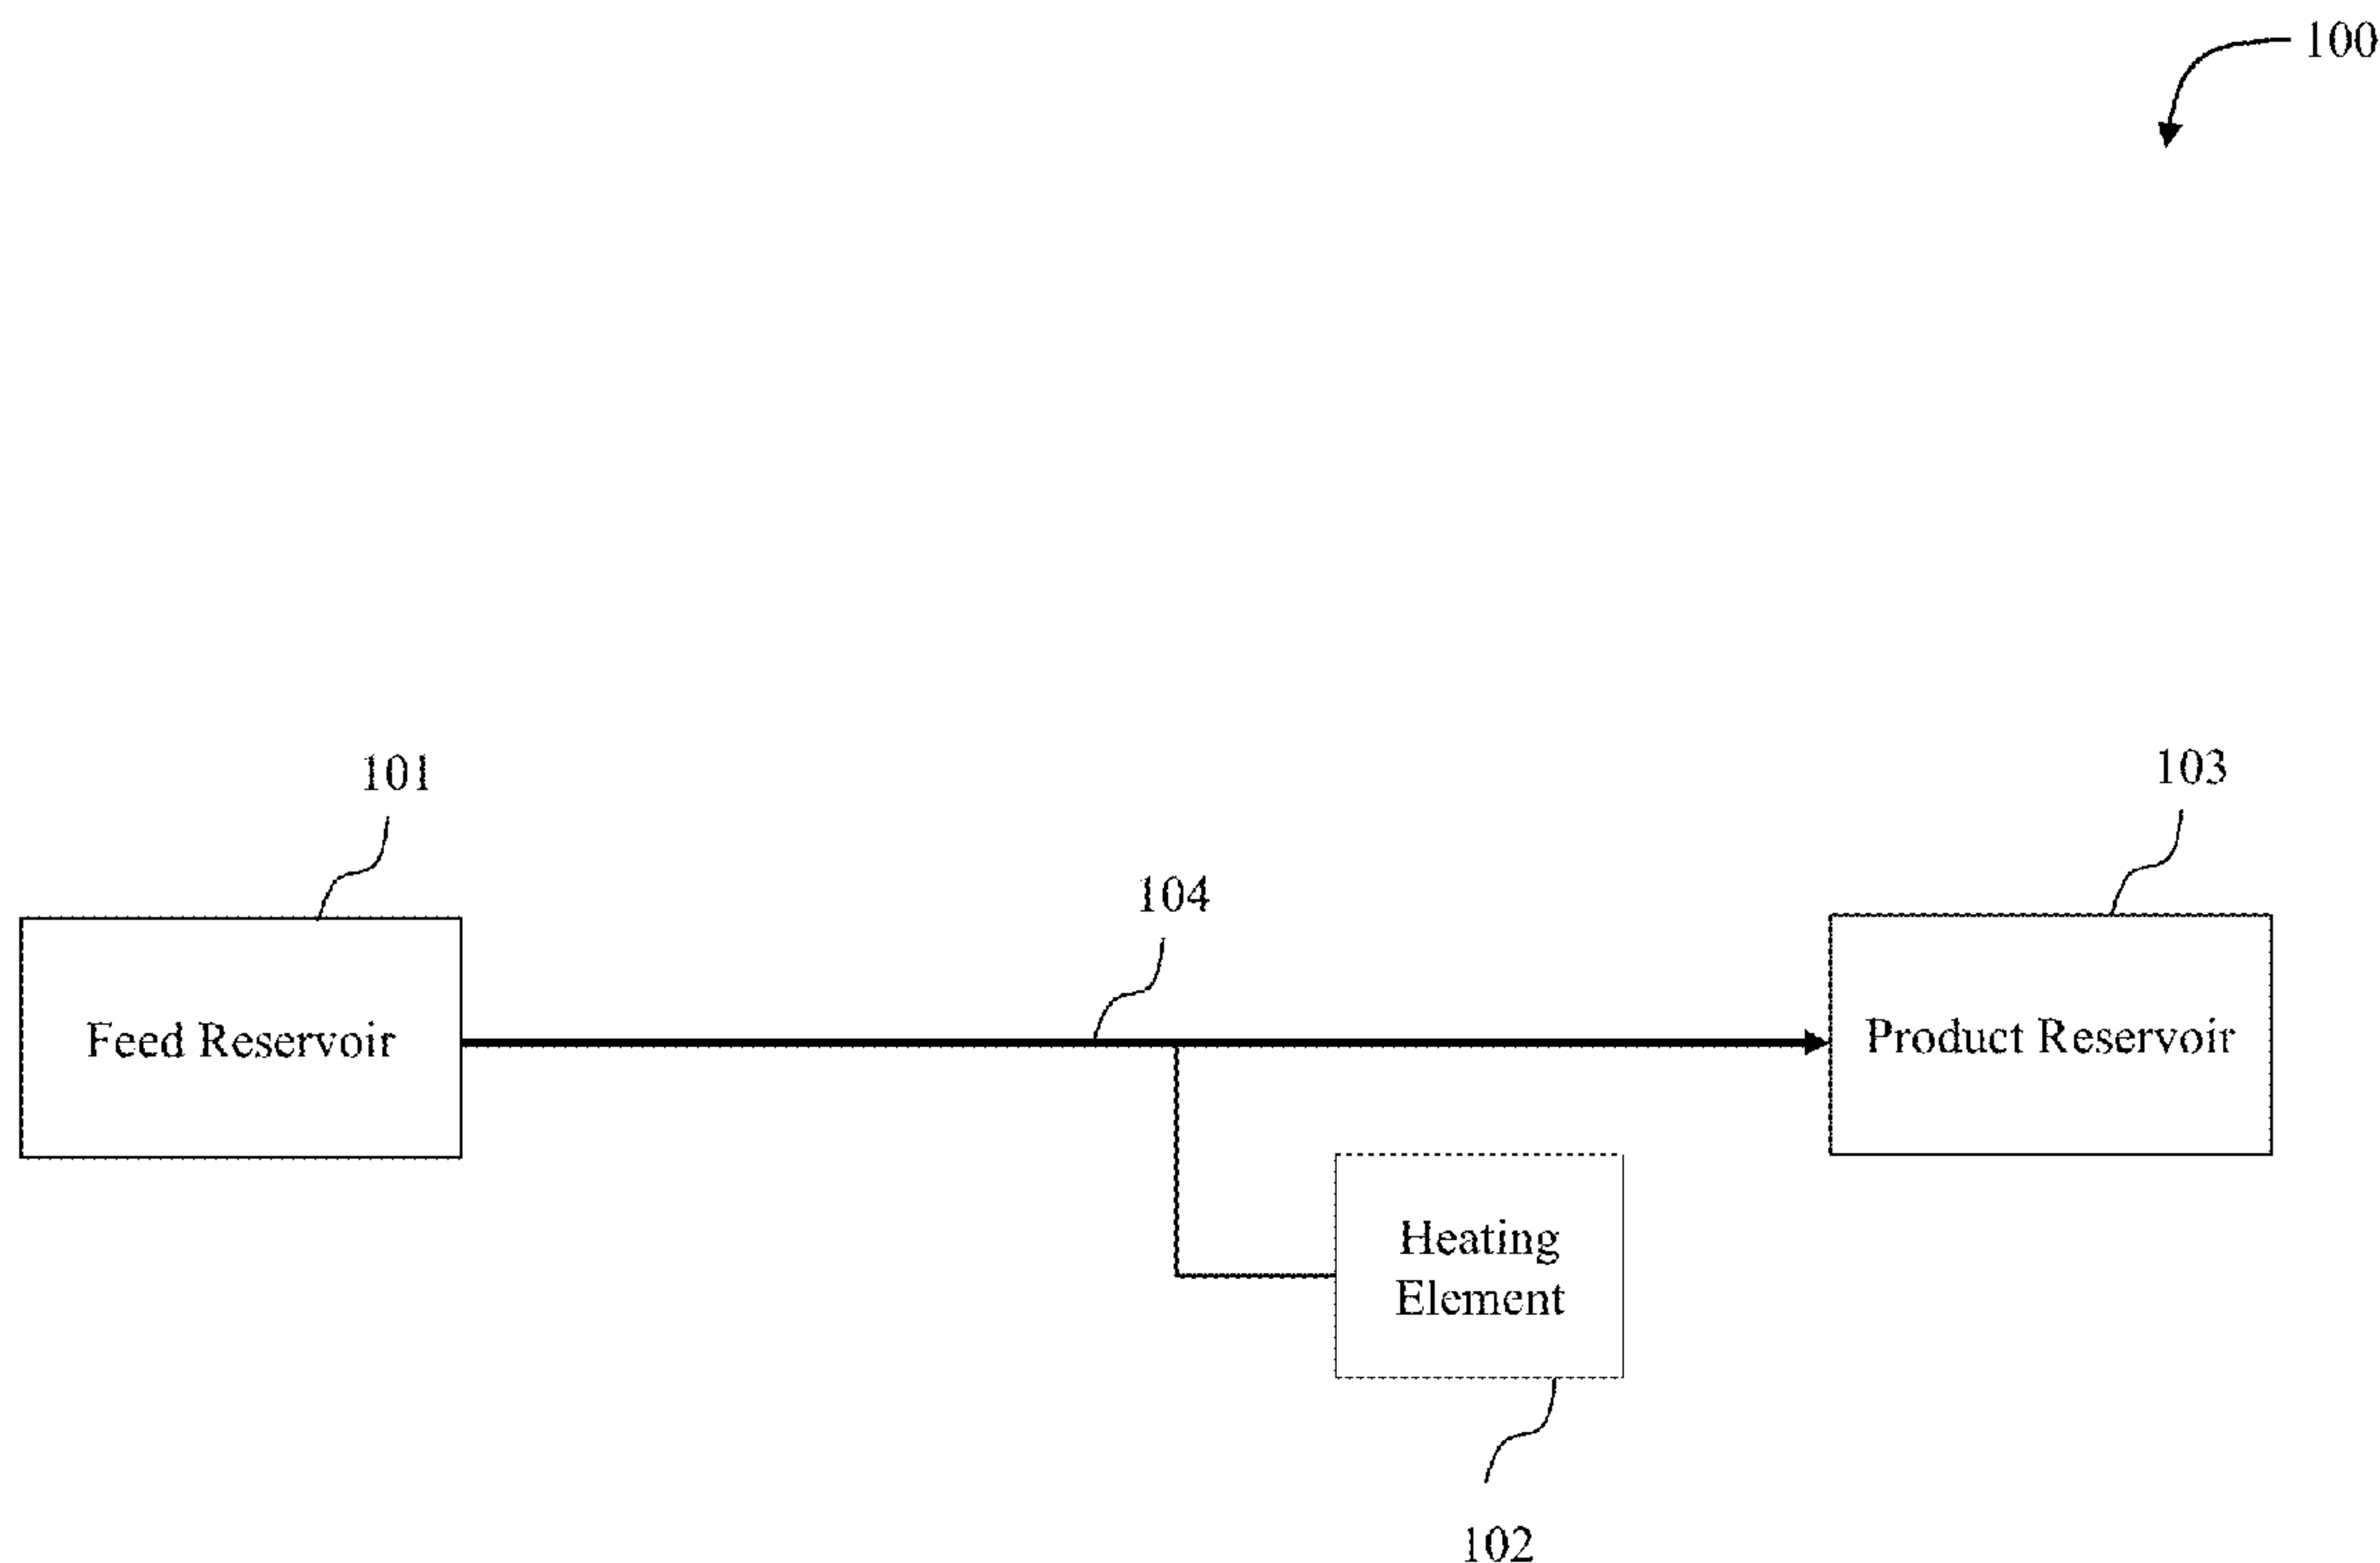 100
101
103
104
Feed Reservoir
Product Reservoir
Heating
Element
102